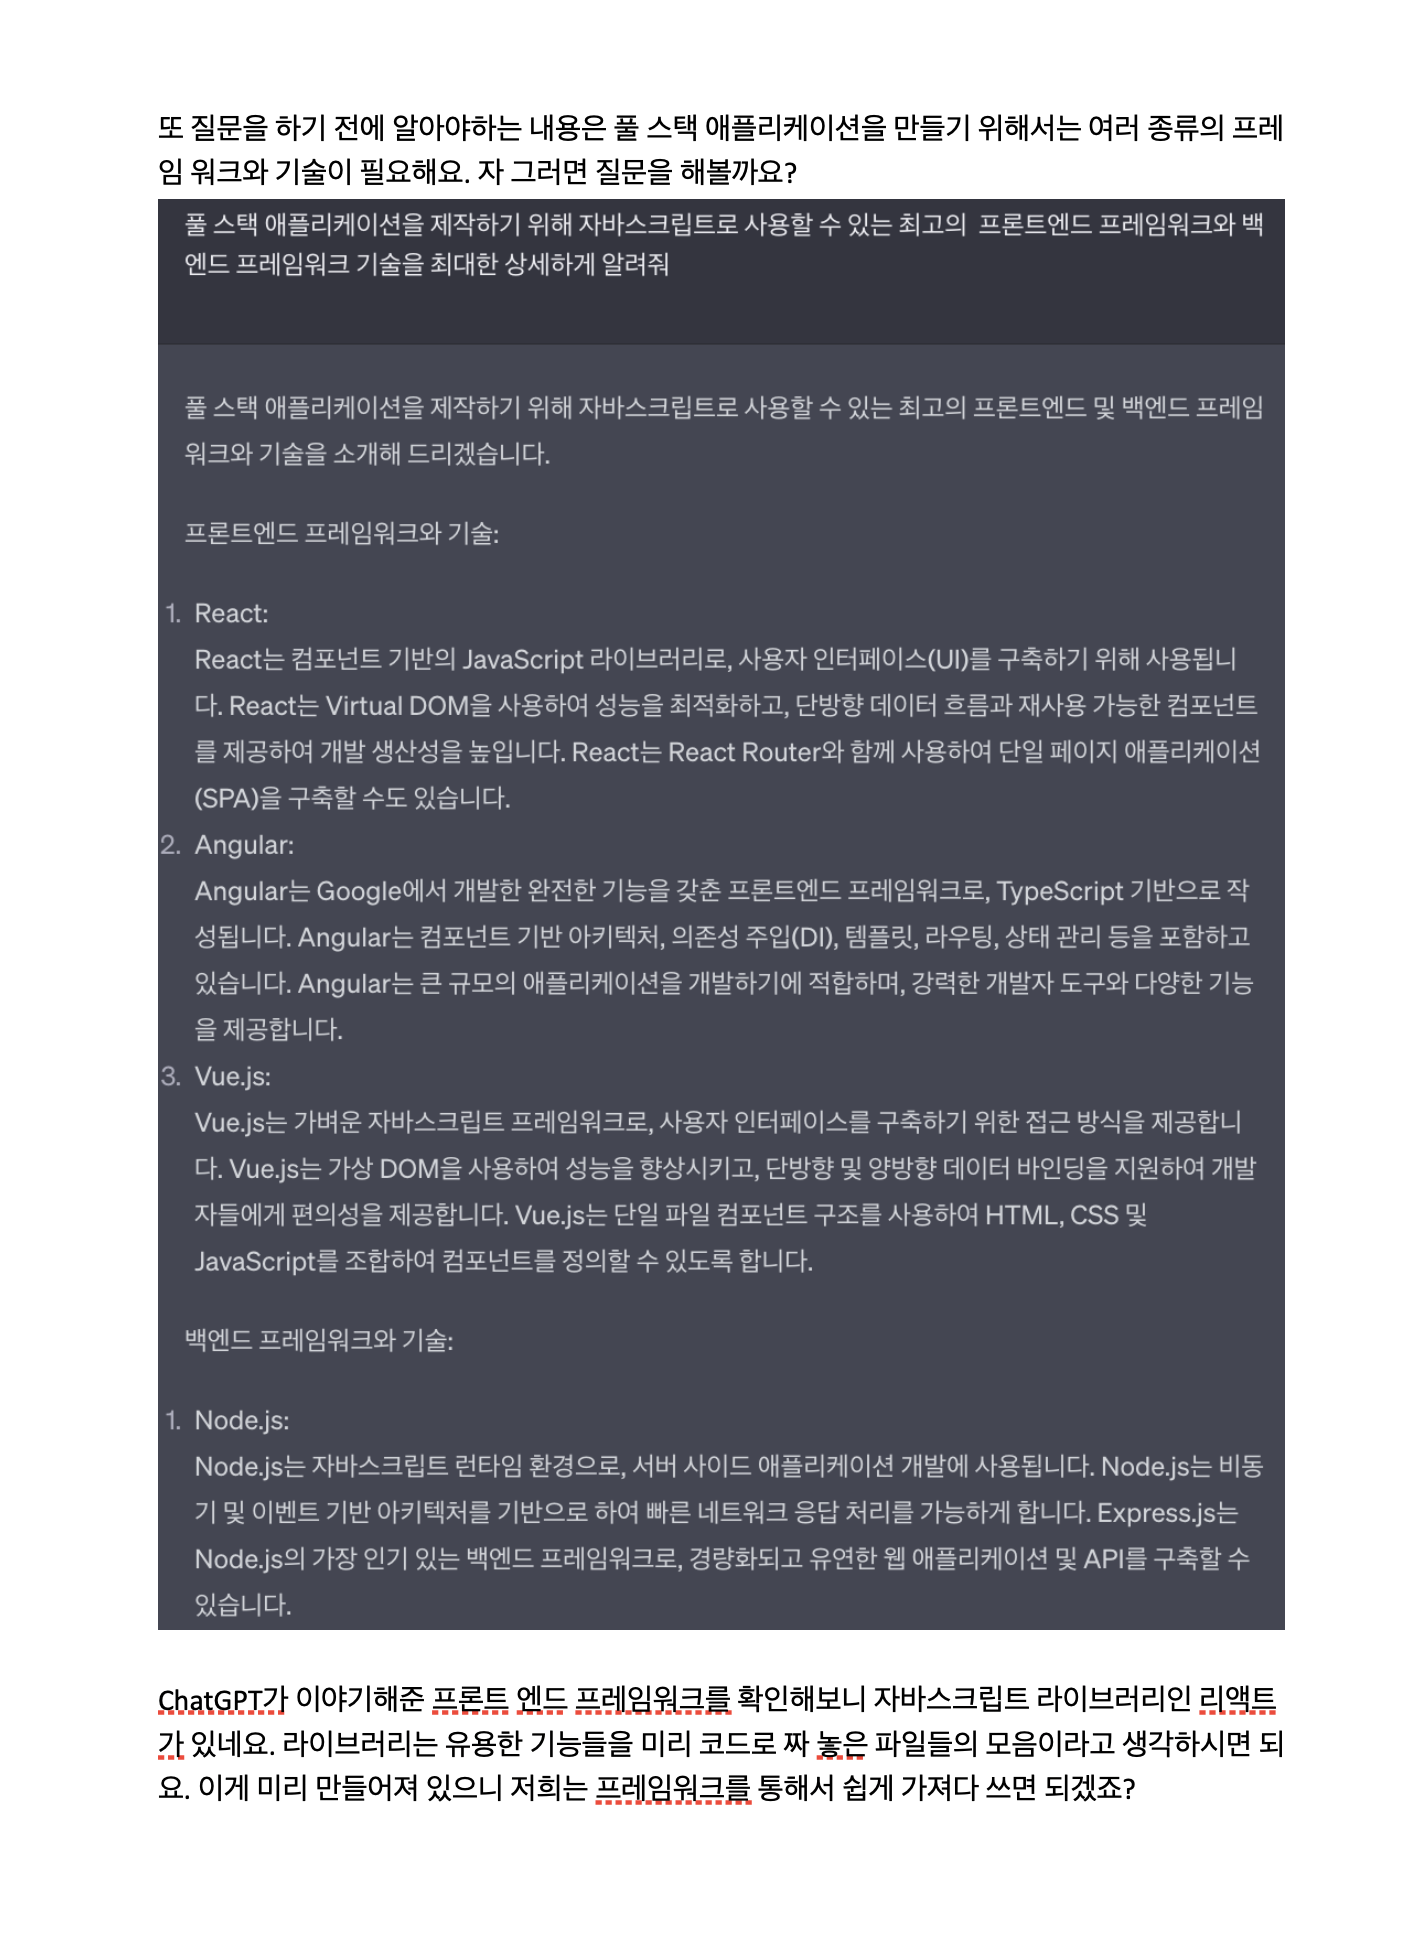 또 질문을 하기 전에 알아야하는 내용은 풀 스택 애플리케이션을 만들기 위해서는 여러 종류의 프레
임 워크와 기술이 필요해요. 자 그러면 질문을 해볼까요?
풀 스택 애플리케이션을 제작하기 위해 자바스크립트로 사용할 수 있는 최고의  프론트엔드 프레임워크와 백
엔드 프레임워크 기술을 최대한 상세하게 알려줘
풀 스택 애플리케이션을 제작하기 위해 자바스크립트로 사용할 수 있는 최고의 프론트엔드 및 백엔드 프레임
워크와 기술을 소개해 드리겠습니다.
프론트엔드 프레임워크와 기술:
1. React:
React는 컴포넌트 기반의 JavaScript 라이브러리로, 사용자 인터페이스(UI)를 구축하기 위해 사용됩니
다. React는 Virtual DOM을 사용하여 성능을 최적화하고, 단방향 데이터 흐름과 재사용 가능한 컴포넌트
를 제공하여 개발 생산성을 높입니다. React는 React Router와 함께 사용하여 단일 페이지 애플리케이션
(SPA)을 구축할 수도 있습니다.
2. Angular:
Angular는 Google에서 개발한 완전한 기능을 갖춘 프론트엔드 프레임워크로, TypeScript 기반으로 작
성됩니다. Angular는 컴포넌트 기반 아키텍처, 의존성 주입(DI), 템플릿, 라우팅, 상태 관리 등을 포함하고
있습니다. Angular는 큰 규모의 애플리케이션을 개발하기에 적합하며, 강력한 개발자 도구와 다양한 기능
을 제공합니다.
3. Vue.js:
Vue.js는 가벼운 자바스크립트 프레임워크로, 사용자 인터페이스를 구축하기 위한 접근 방식을 제공합니
다. Vue.js는 가상 DOM을 사용하여 성능을 향상시키고, 단방향 및 양방향 데이터 바인딩을 지원하여 개발
자들에게 편의성을 제공합니다. Vue.js는 단일 파일 컴포넌트 구조를 사용하여 HTML, CSS 및
JavaScript를 조합하여 컴포넌트를 정의할 수 있도록 합니다.
백엔드 프레임워크와 기술:
1. Node.js:
Node.js는 자바스크립트 런타임 환경으로, 서버 사이드 애플리케이션 개발에 사용됩니다. Node.js는 비동
기 및 이벤트 기반 아키텍처를 기반으로 하여 빠른 네트워크 응답 처리를 가능하게 합니다. Express.js는
Node.js의 가장 인기 있는 백엔드 프레임워크로, 경량화되고 유연한 웹 애플리케이션 및 API를 구축할 수
있습니다.
ChatGPT가 이야기해준 프론트 엔드 프레임워크를 확인해보니 자바스크립트 라이브러리인 리액트
가 있네요. 라이브러리는 유용한 기능들을 미리 코드로 짜 놓은 파일들의 모음이라고 생각하시면 되
요. 이게 미리 만들어져 있으니 저희는 프레임워크를 통해서 쉽게 가져다 쓰면 되겠죠?